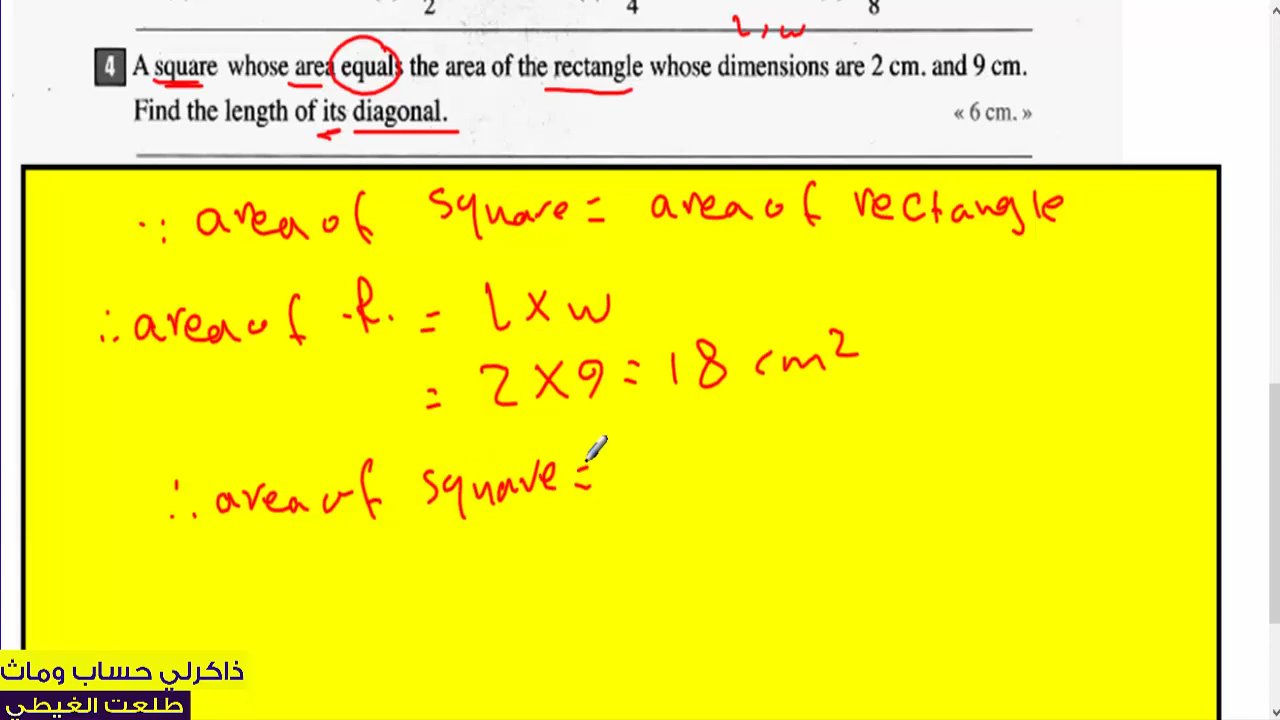 2 4 8
L, w
4 A square whose area equals the area of the rectangle whose dimensions are 2 cm. and 9 cm.
Find the length of its diagonal. « 6 cm. »
∵ area of square = area of rectangle
∴ area of R. = L × w
= 2 × 9 = 18 cm²
∴ area of square =
ذاكرلي حساب وماث
طلعت الغيطي